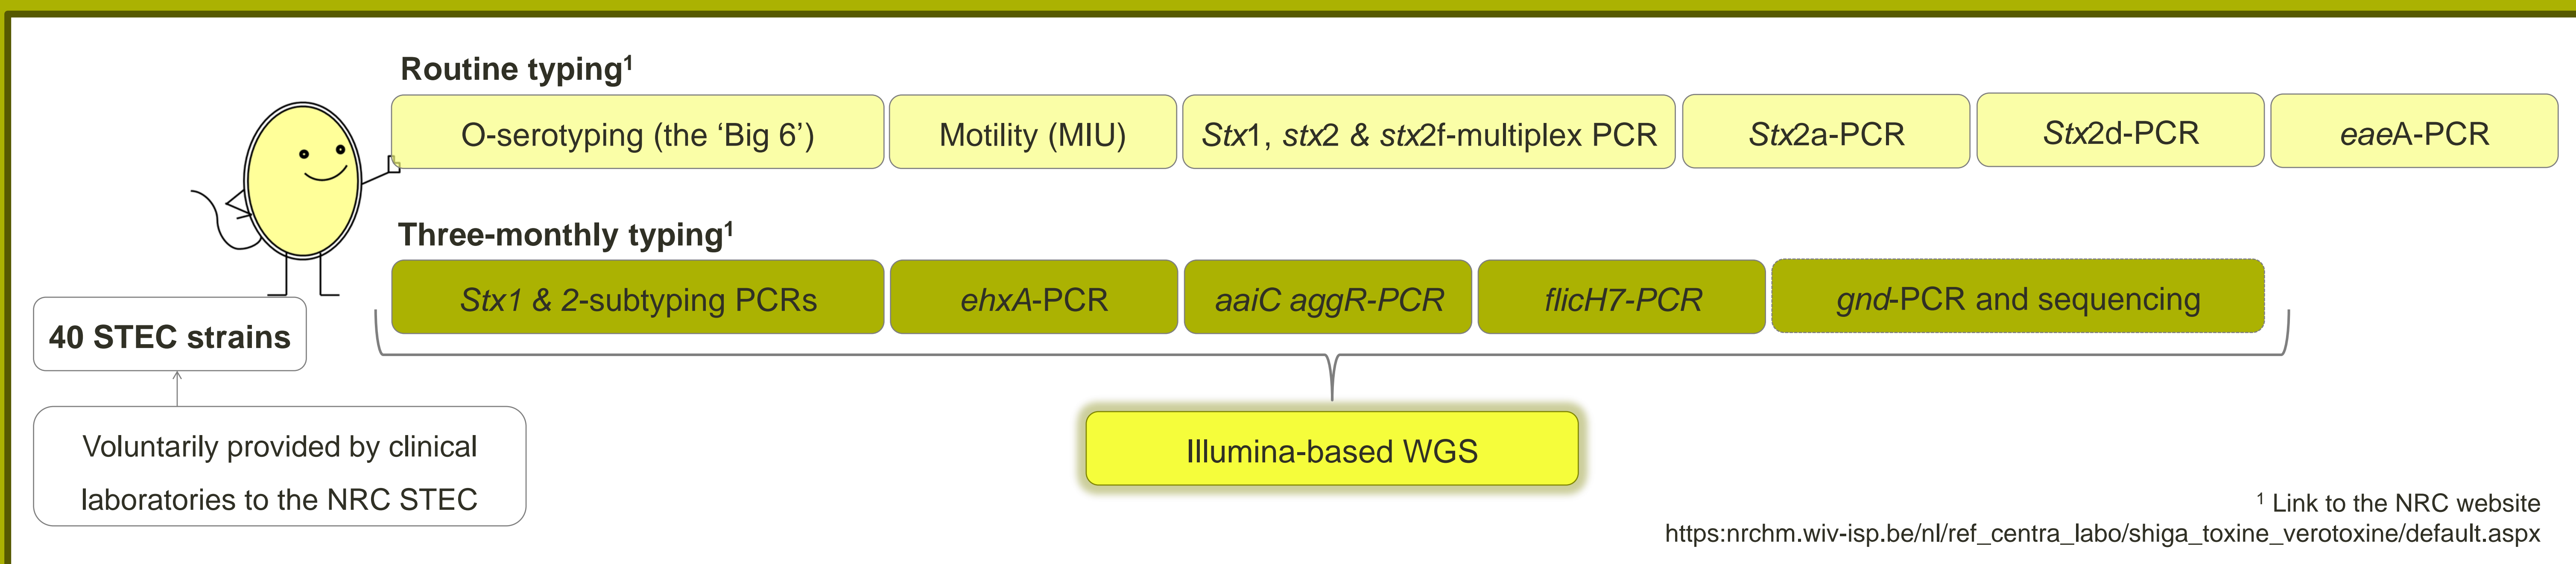 Routine typing¹
O-serotyping (the ‘Big 6’)
Motility (MIU)
Stx1, stx2 & stx2f-multiplex PCR
Stx2a-PCR
Stx2d-PCR
eaeA-PCR
Three-monthly typing¹
Stx1 & 2-subtyping PCRs
ehxA-PCR
aaiC aggR-PCR
flicH7-PCR
gnd-PCR and sequencing
40 STEC strains
Voluntarily provided by clinical
laboratories to the NRC STEC
Illumina-based WGS
¹ Link to the NRC website
https:nrchm.wiv-isp.be/nl/ref_centra_labo/shiga_toxine_verotoxine/default.aspx